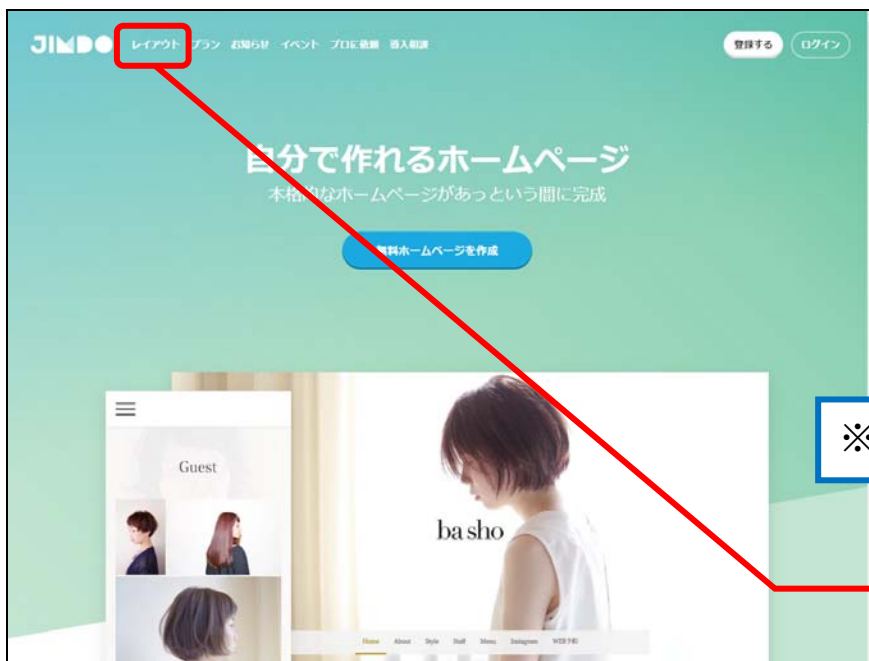 JIMDO レイアウト プラン お知らせ イベント プロに依頼 導入相談 登録する ログイン
自分で作れるホームページ
本格的なホームページがあっという間に完成
無料ホームページを作成
※
Guest
ba sho
Home About Style Staff Menu Instagram WEB予約